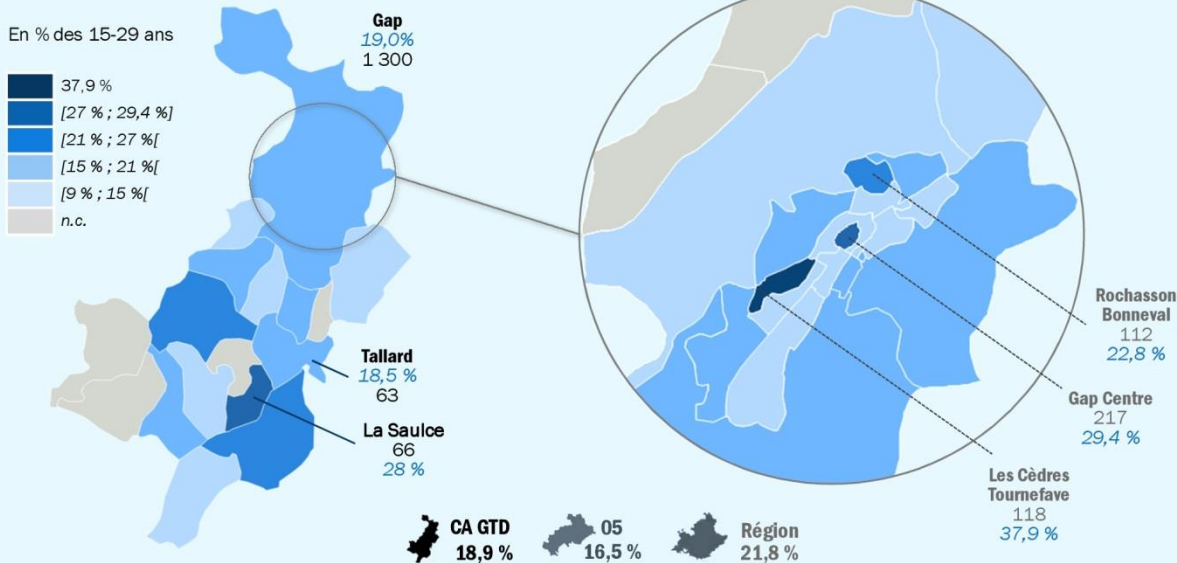 En % des 15-29 ans
37,9 %
[27 % ; 29,4 %]
[21 % ; 27 %[
[15 % ; 21 %[
[9 % ; 15 %[
n.c.
Gap
19,0%
1 300
Tallard
18,5 %
63
La Saulce
66
28 %
Rochasson
Bonneval
112
22,8 %
Gap Centre
217
29,4 %
Les Cèdres
Tournefave
118
37,9 %
CA GTD
18,9 %
05
16,5 %
Région
21,8 %